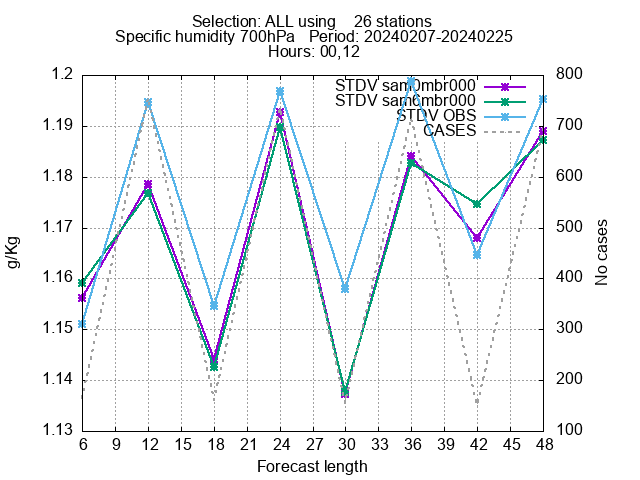 Selection: ALL using    26 stations
Specific humidity 700hPa   Period: 20240207-20240225
Hours: 00,12
STDV sam0mbr000
STDV OBS
CASES
g/Kg
1.2
1.19
1.18
1.17
1.16
1.15
1.14
1.13
800
700
600
500
400
300
200
100
No cases
6 9 12 15 18 21 24 27 30 33 36 39 42 45 48
Forecast length